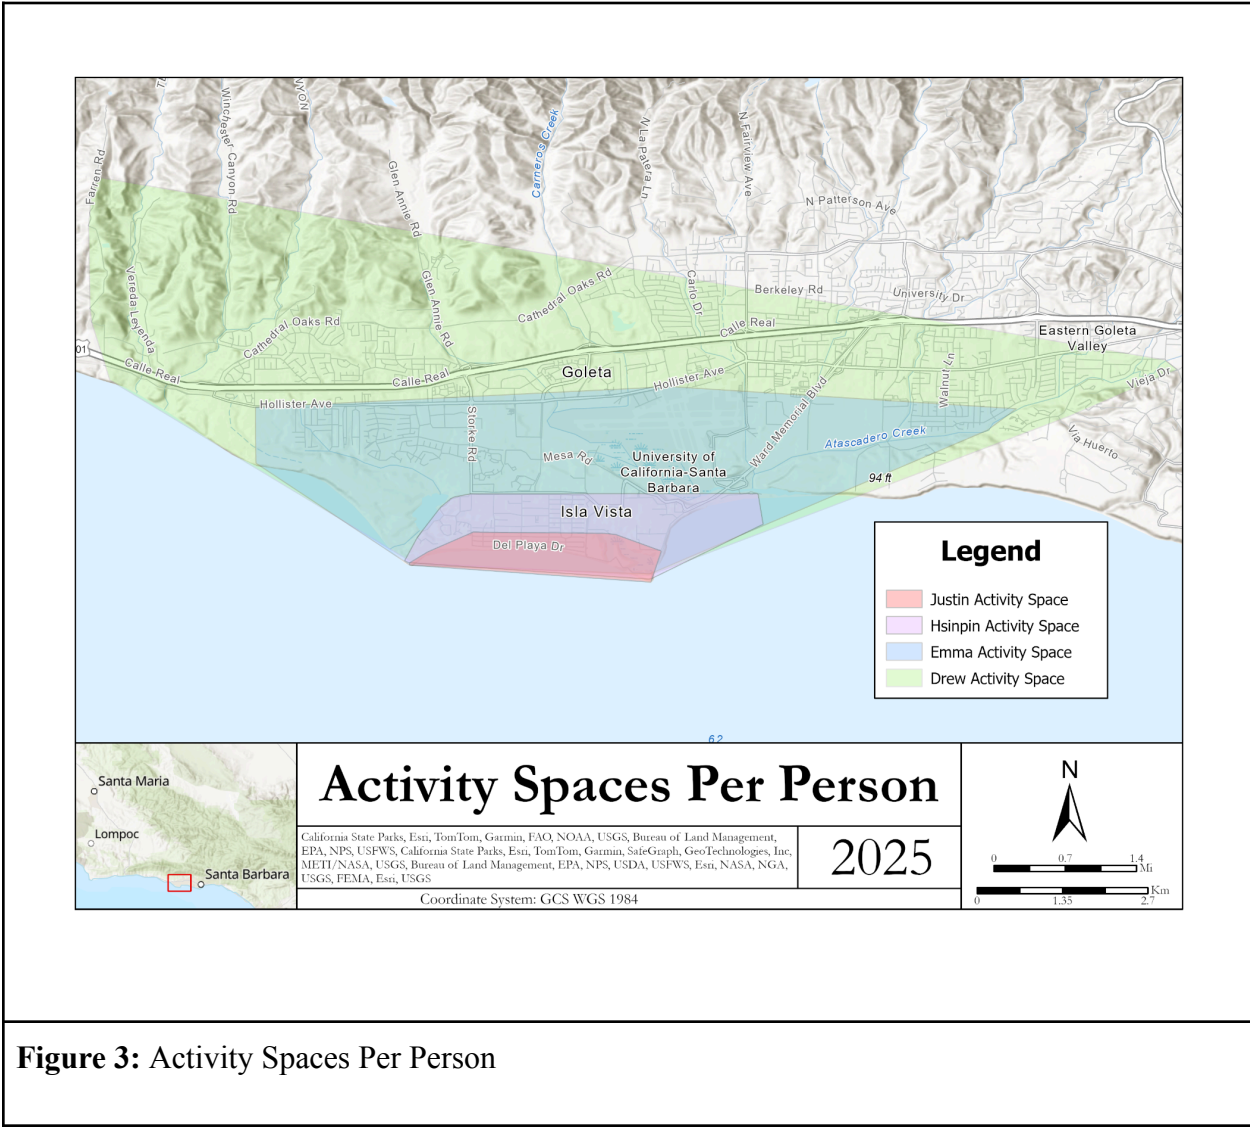 Farren Rd
Winchester Canyon Rd
NYON
Glen Annie Rd
Carneros Creek
N La Patera Ln
N Fairview Ave
N Patterson Ave
Vereda Leyenda
Glen Annie Rd
Cathedral Oaks Rd
Cathedral Oaks Rd
Carlo Dr
Berkeley Rd
University Dr
Calle Real
Eastern Goleta
Valley
01
Calle Real
Calle Real
Goleta
Hollister Ave
Walnut Ln
Vieja Dr
Hollister Ave
Storke Rd
Ward Memorial Blvd
Atascadero Creek
Via Huerto
Mesa Rd
University of
California-Santa
Barbara
94 ft
Isla Vista
Del Playa Dr
Legend
Justin Activity Space
Hsinpin Activity Space
Emma Activity Space
Drew Activity Space
62
Santa Maria
Lompoc
Santa Barbara
Activity Spaces Per Person
California State Parks, Esri, TomTom, Garmin, FAO, NOAA, USGS, Bureau of Land Management,
EPA, NPS, USFWS, California State Parks, Esri, TomTom, Garmin, SafeGraph, GeoTechnologies, Inc,
METI/NASA, USGS, Bureau of Land Management, EPA, NPS, USDA, USFWS, Esri, NASA, NGA,
USGS, FEMA, Esri, USGS
2025
Coordinate System: GCS WGS 1984
N
0 0.7 1.4
Mi
Km
0 1.35 2.7
Figure 3: Activity Spaces Per Person